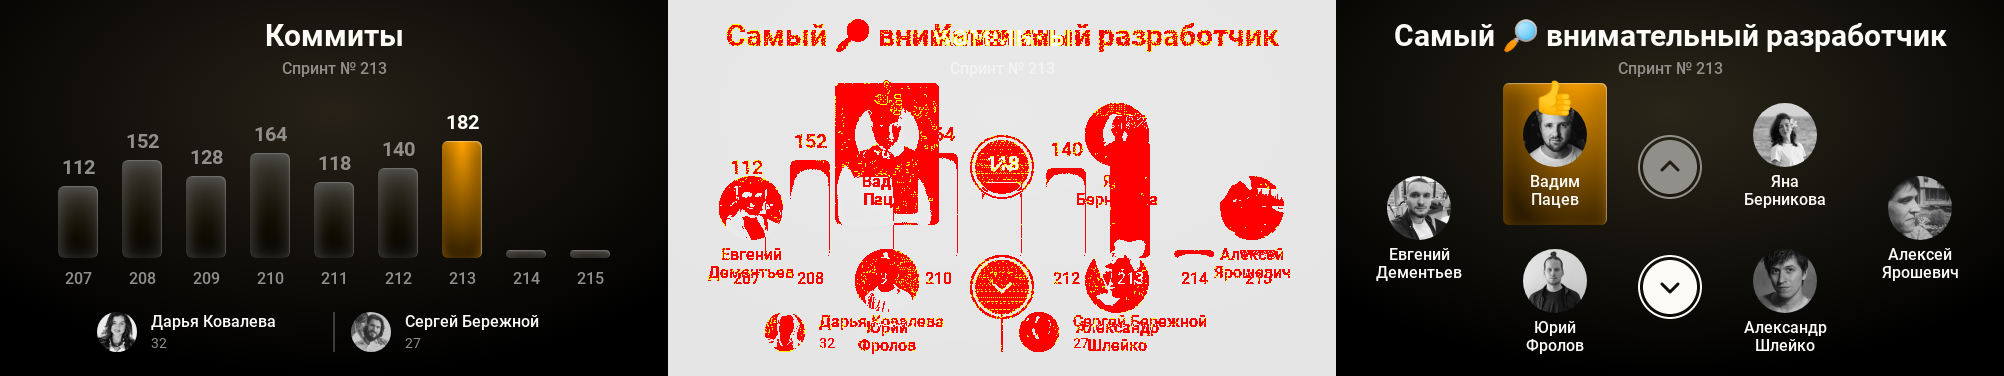 Коммиты
Спринт № 213
112
152
128
164
118
140
182
207
208
209
210
211
212
213
214
215
Дарья Ковалева
32
Сергей Бережной
27
Самый 🔎 внимательный разработчик
Спринт № 213
112
152
118
140
Евгений
Дементьев
207
208
210
212
213
214
215
Алексей
Ярошевич
Дарья Ковалева
32
Юрий
Фролов
Сергей Бережной
27
Александр
Шлейко
Самый 🔎 внимательный разработчик
Спринт № 213
👍
Вадим
Пацев
Яна
Берникова
Евгений
Дементьев
Алексей
Ярошевич
Юрий
Фролов
Александр
Шлейко